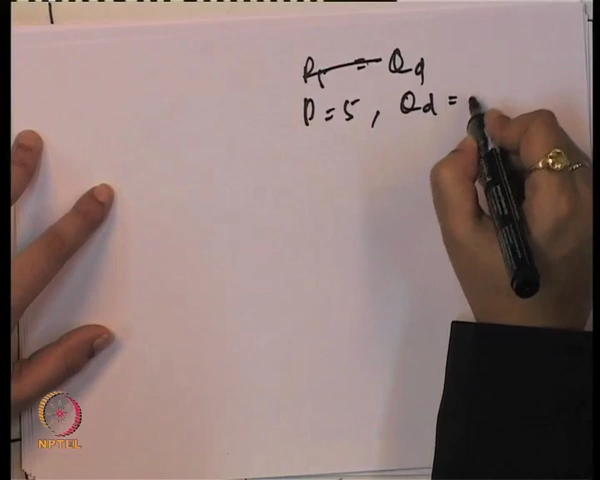 Qd
P = 5, Qd =
NPTEL